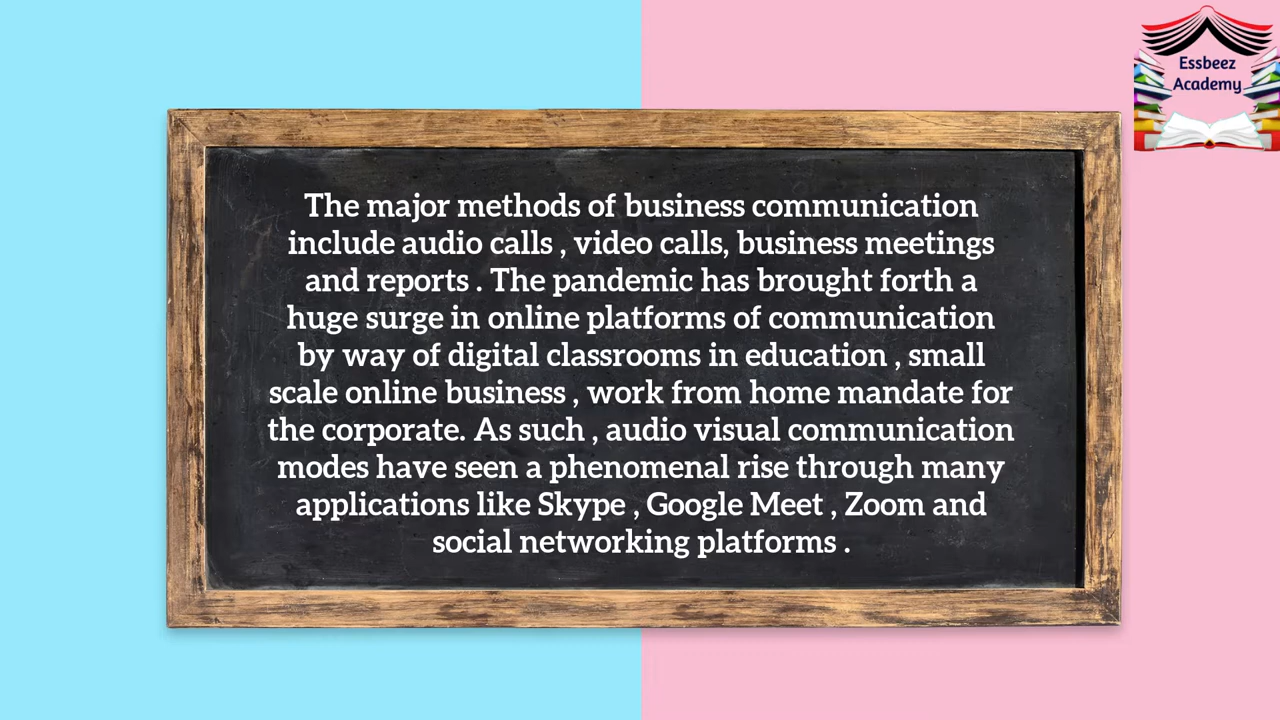 Essbeez
Academy
The major methods of business communication
include audio calls , video calls, business meetings
and reports . The pandemic has brought forth a
huge surge in online platforms of communication
by way of digital classrooms in education , small
scale online business , work from home mandate for
the corporate. As such , audio visual communication
modes have seen a phenomenal rise through many
applications like Skype , Google Meet , Zoom and
social networking platforms .